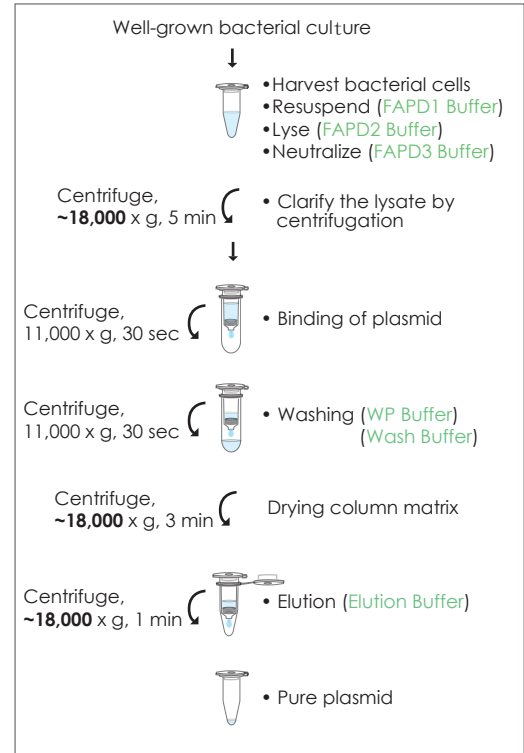 Well-grown bacterial culture
•Harvest bacterial cells
•Resuspend (FAPD1 Buffer)
•Lyse (FAPD2 Buffer)
•Neutralize (FAPD3 Buffer)
Centrifuge,
~18,000 x g, 5 min
• Clarify the lysate by
centrifugation
Centrifuge,
11,000 x g, 30 sec
• Binding of plasmid
Centrifuge,
11,000 x g, 30 sec
• Washing (WP Buffer)
(Wash Buffer)
Centrifuge,
~18,000 x g, 3 min
Drying column matrix
Centrifuge,
~18,000 x g, 1 min
• Elution (Elution Buffer)
• Pure plasmid